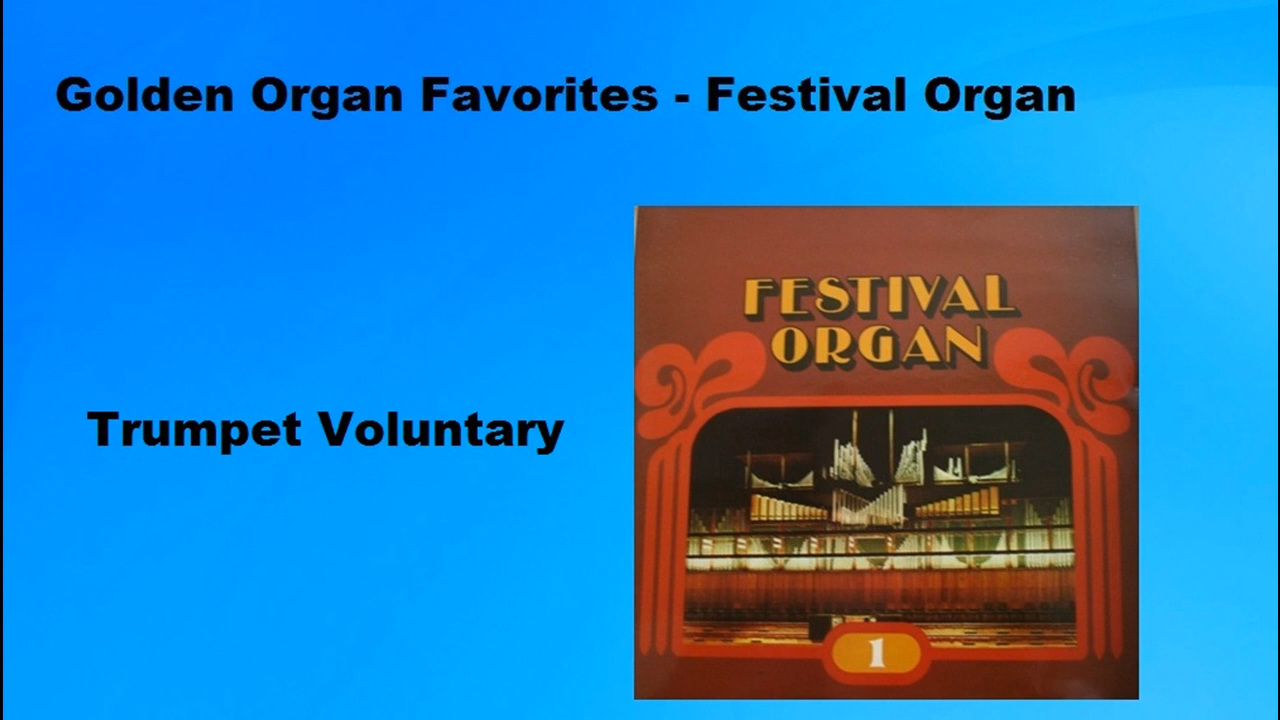 Golden Organ Favorites - Festival Organ
Trumpet Voluntary
FESTIVAL
ORGAN
1